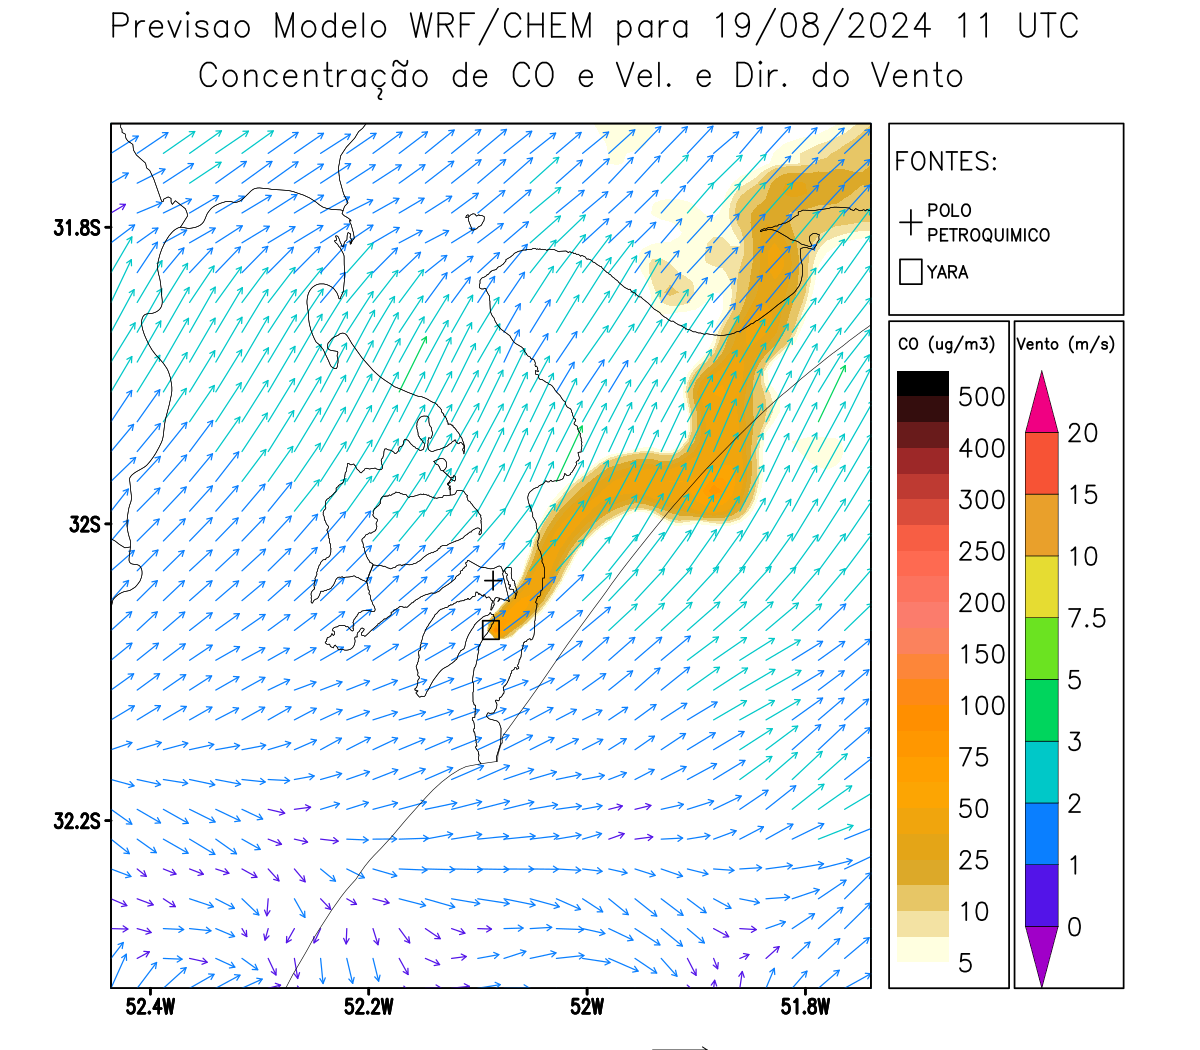 Previsao Modelo WRF/CHEM para 19/08/2024 11 UTC
Concentração de CO e Vel. e Dir. do Vento
FONTES:
POLO
PETROQUIMICO
YARA
31.8S
32S
32.2S
52.4W 52.2W 52W 51.8W
CO (ug/m3)
500
400
300
250
200
150
100
75
50
25
10
5
Vento (m/s)
20
15
10
7.5
5
3
2
1
0